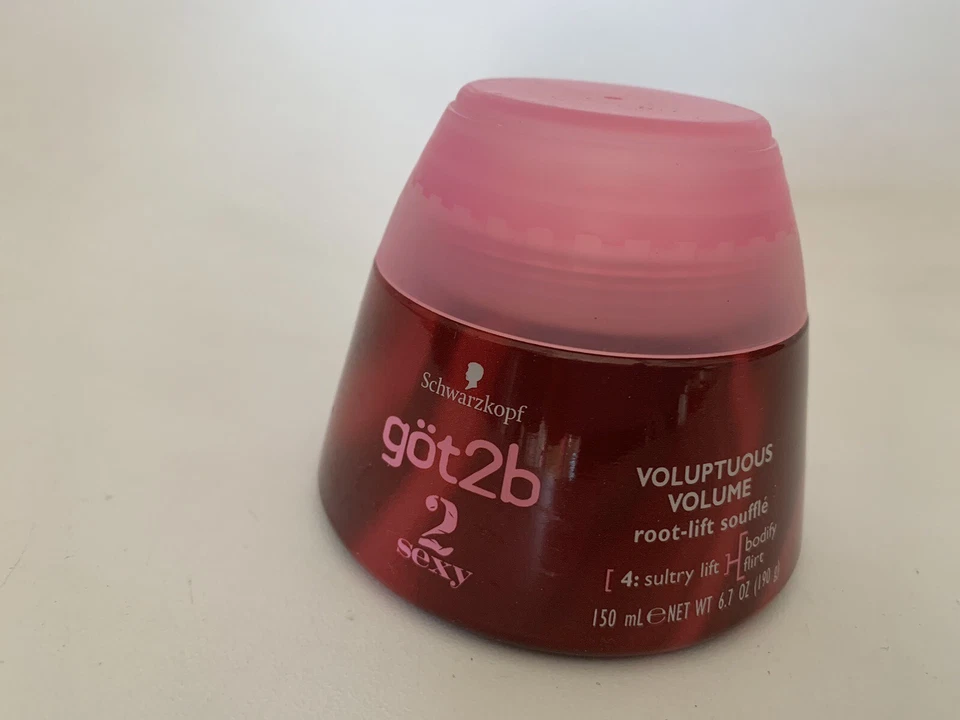 Schwarzkopf
göt2b
2
sexy
VOLUPTUOUS
VOLUME
root-lift soufflé
[ 4: sultry lift ]
bodify
flirt
150 mL ℮ NET WT 6.7 OZ (190 g)